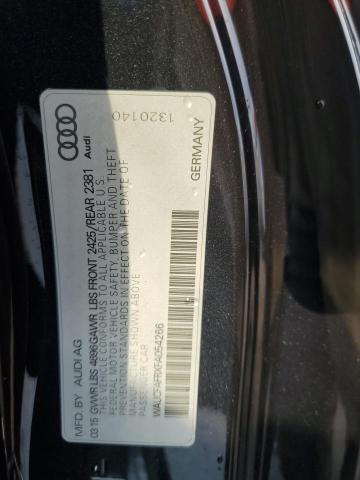 Audi
1320140
MFD. BY AUDI AG
03 15 GVWR LBS 4696 GAWR LBS FRONT 2425/REAR 2381
THIS VEHICLE CONFORMS TO ALL APPLICABLE U.S.
FEDERAL MOTOR VEHICLE SAFETY, BUMPER AND THEFT
PREVENTION STANDARDS IN EFFECT ON THE DATE OF
MANUFACTURE SHOWN ABOVE
PASSENGER CAR
WAUCFAFRXFA054266
GERMANY